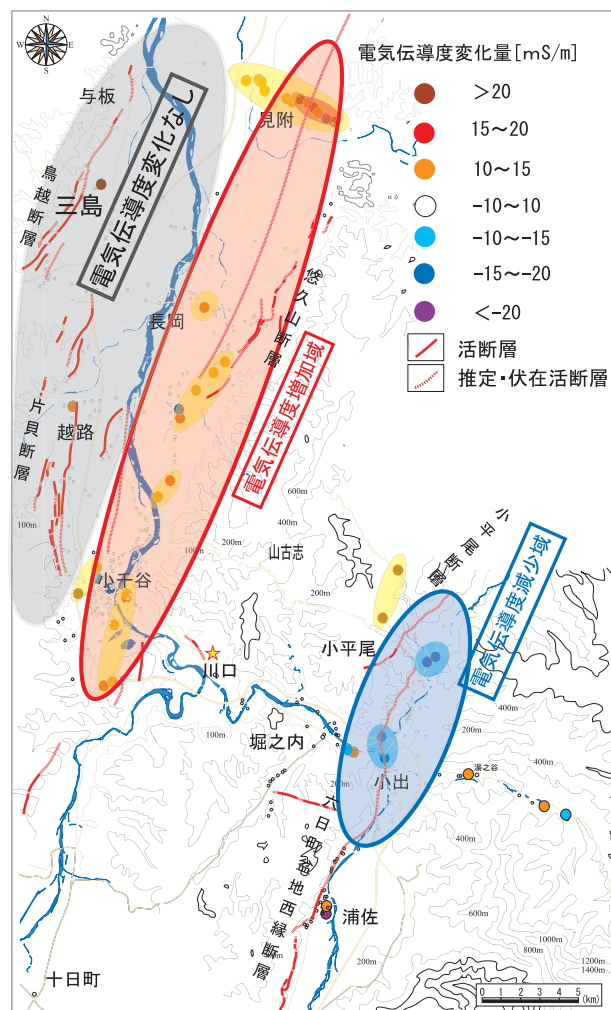 N
W
E
S
電気伝導度変化量[mS/m]
>20
15～20
10～15
-10～10
-10～-15
-15～-20
<-20
活断層
推定・伏在活断層
与板
見附
鳥越断層
三島
電気伝導度変化なし
長岡
悠久山断層
電気伝導度増加域
片貝断層
越路
100m
600m
400m
200m
100m
山古志
200m
小千谷
小平尾断層
電気伝導度減少域
小平尾
川口
400m
100m
堀之内
200m
200m
小出
湯之谷
400m
400m
六日町盆地西縁断層
浦佐
600m
1000m
800m
1200m
1400m
200m
400m
十日町
0 1 2 3 4 5 (km)